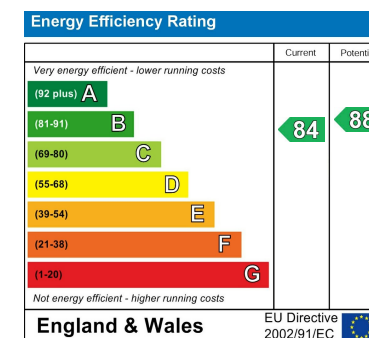 Energy Efficiency Rating
Current Potenti
Very energy efficient - lower running costs
(92 plus) A
(81-91) B
84 88
(69-80) C
(55-68) D
(39-54) E
(21-38) F
(1-20) G
Not energy efficient - higher running costs
England & Wales
EU Directive
2002/91/EC